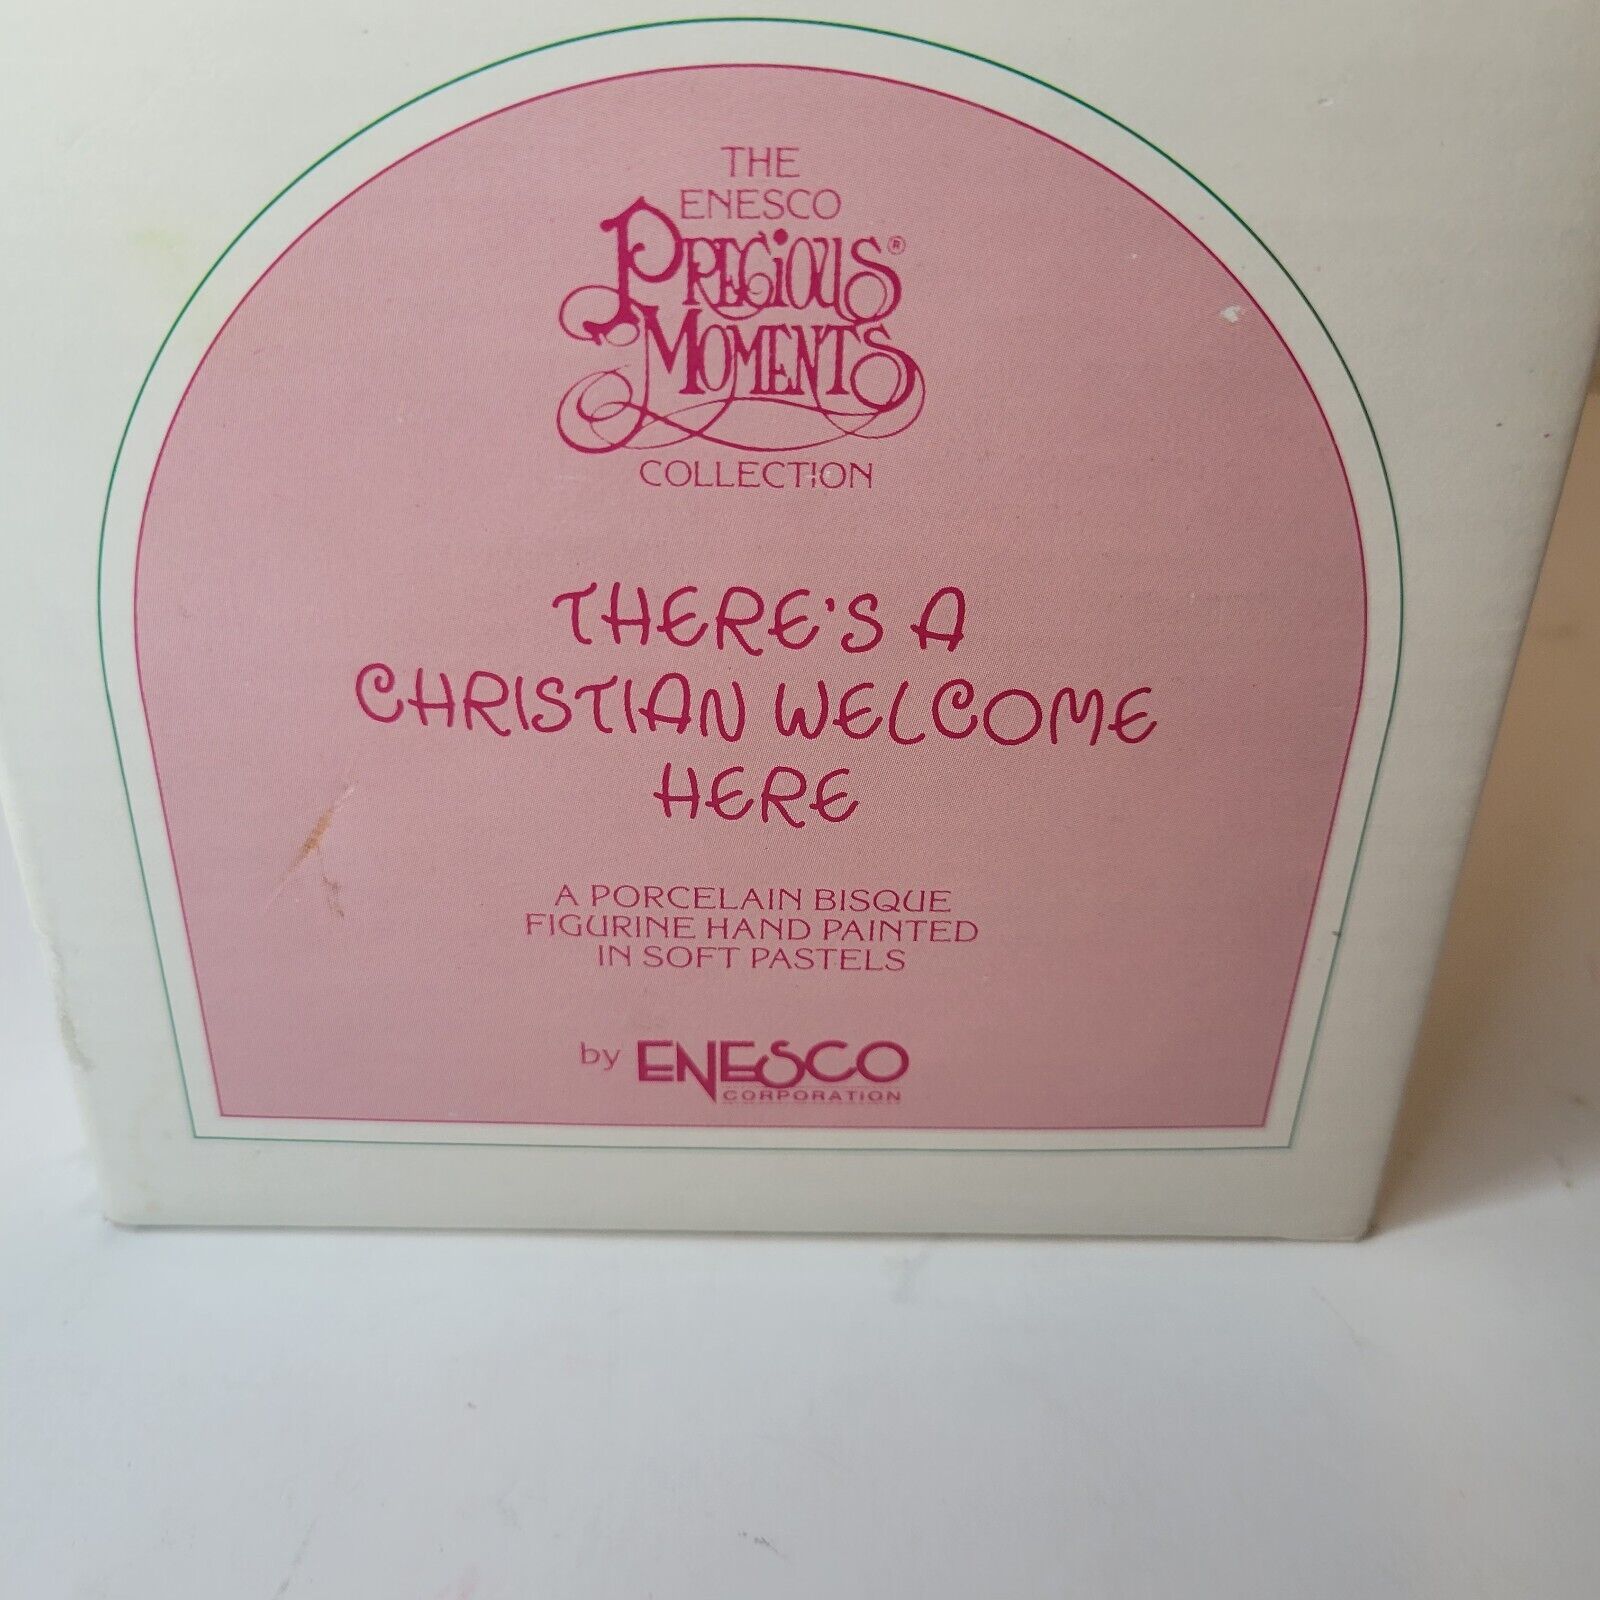 THE
ENESCO
PRECIOUS®
MOMENTS
COLLECTION
THERE'S A
CHRISTIAN WELCOME
HERE
A PORCELAIN BISQUE
FIGURINE HAND PAINTED
IN SOFT PASTELS
by ENESCO
CORPORATION